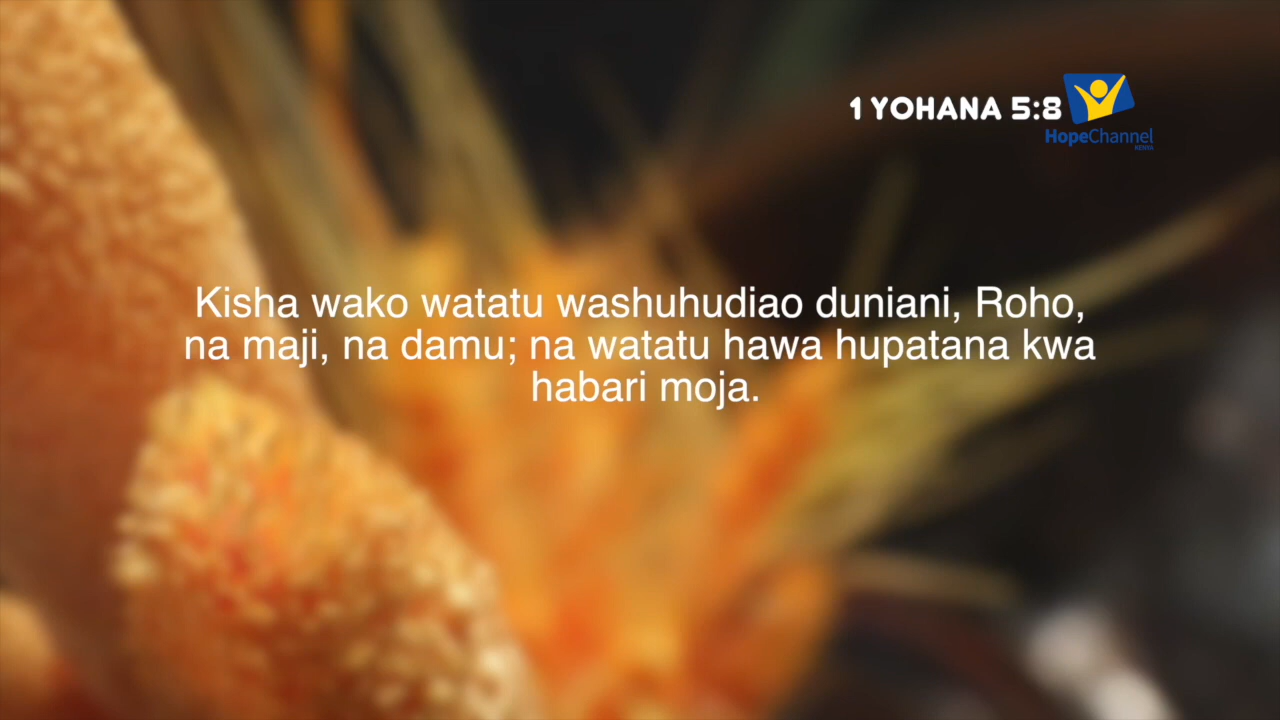 1 YOHANA 5:8
HopeChannel
KENYA
Kisha wako watatu washuhudiao duniani, Roho,
na maji, na damu; na watatu hawa hupatana kwa
habari moja.